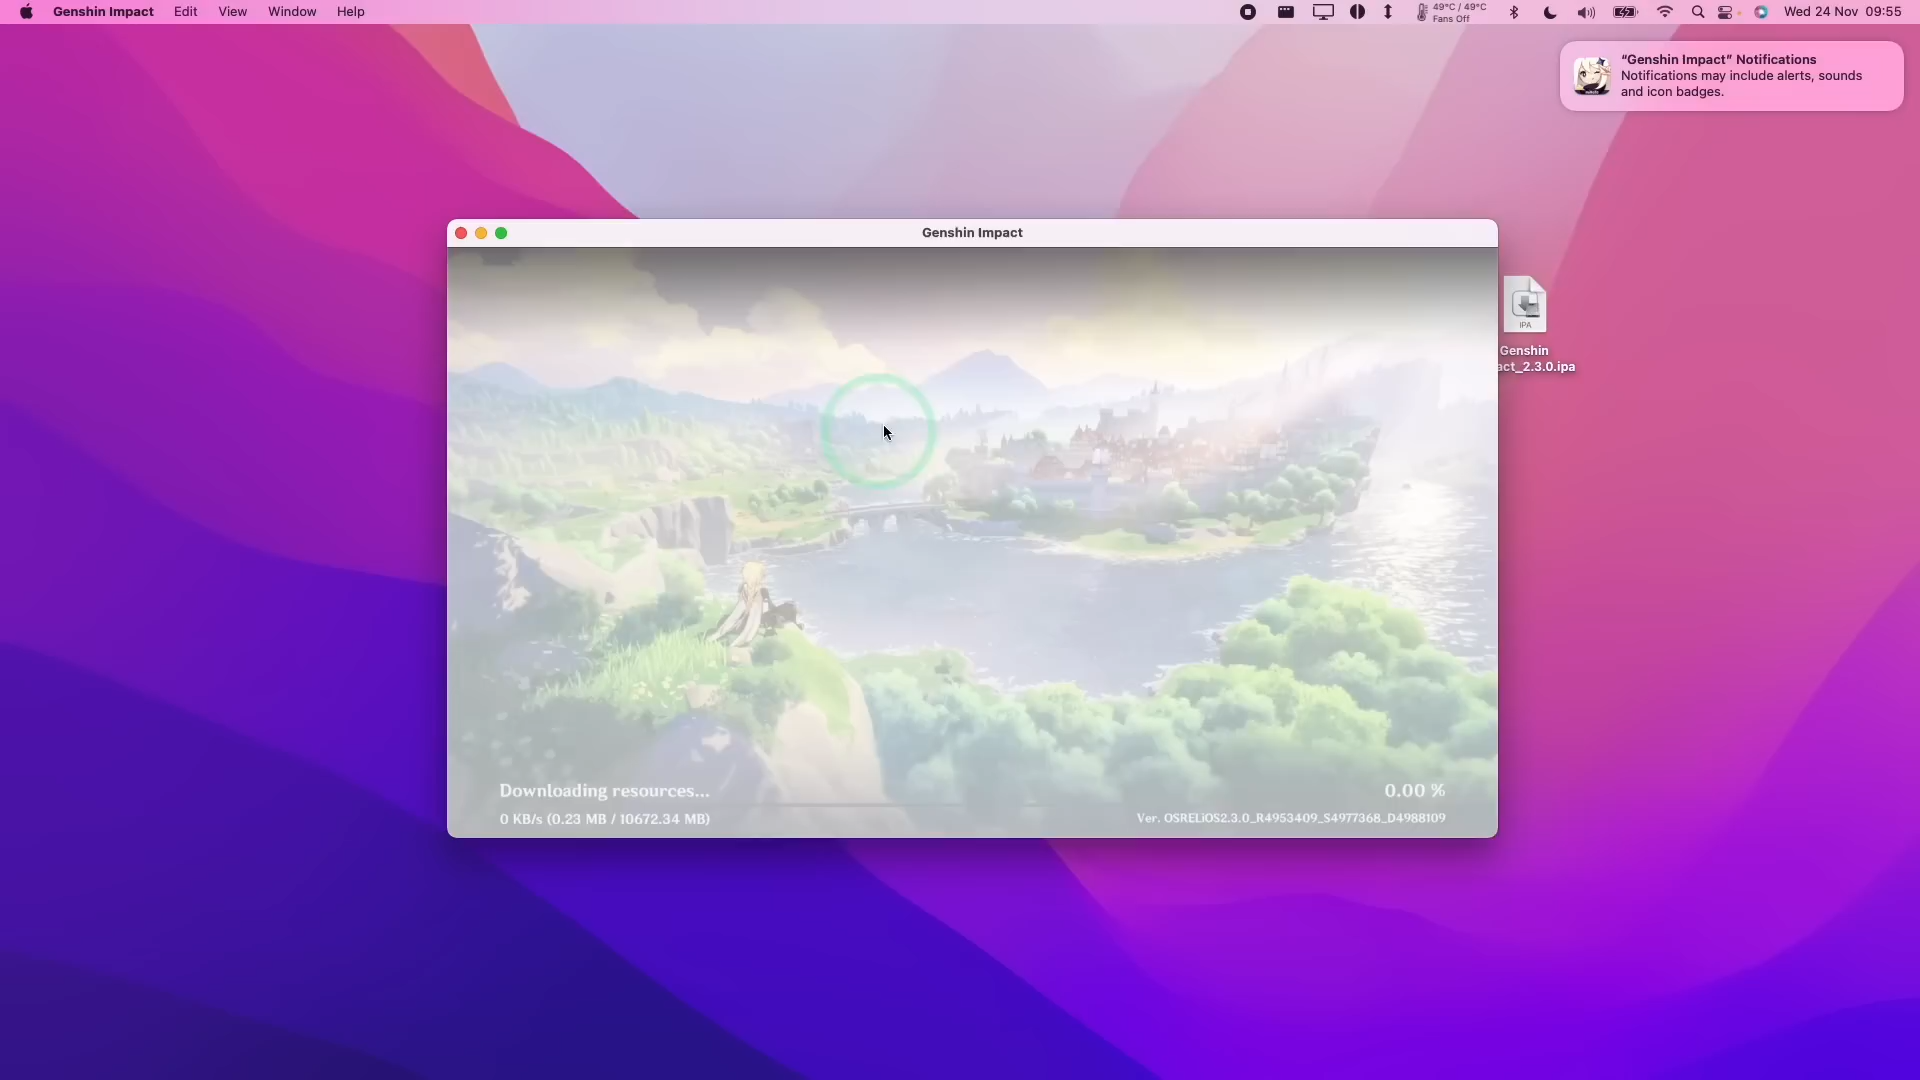 Genshin Impact Edit View Window Help
49°C / 49°C
Fans Off
Wed 24 Nov 09:55
“Genshin Impact” Notifications
Notifications may include alerts, sounds
and icon badges.
Genshin Impact
IPA
Genshin
act_2.3.0.ipa
Downloading resources... 0.00 %
0 KB/s (0.23 MB / 10672.34 MB) Ver. OSRELiOS2.3.0_R4953409_S4977368_D4988109